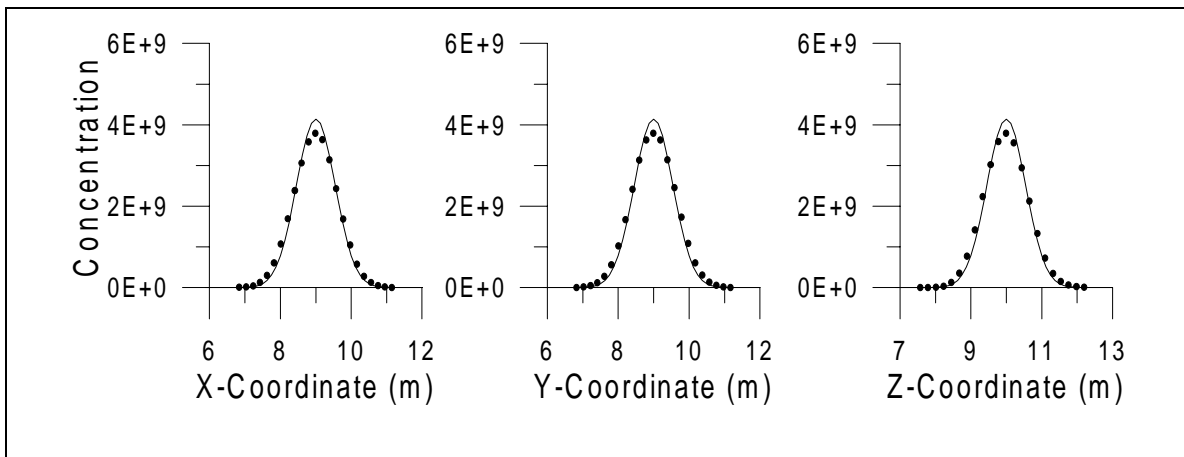 Concentration
6E+9
4E+9
2E+9
0E+0
6 8 10 12
X-Coordinate (m)
6E+9
4E+9
2E+9
0E+0
6 8 10 12
Y-Coordinate (m)
6E+9
4E+9
2E+9
0E+0
7 9 11 13
Z-Coordinate (m)